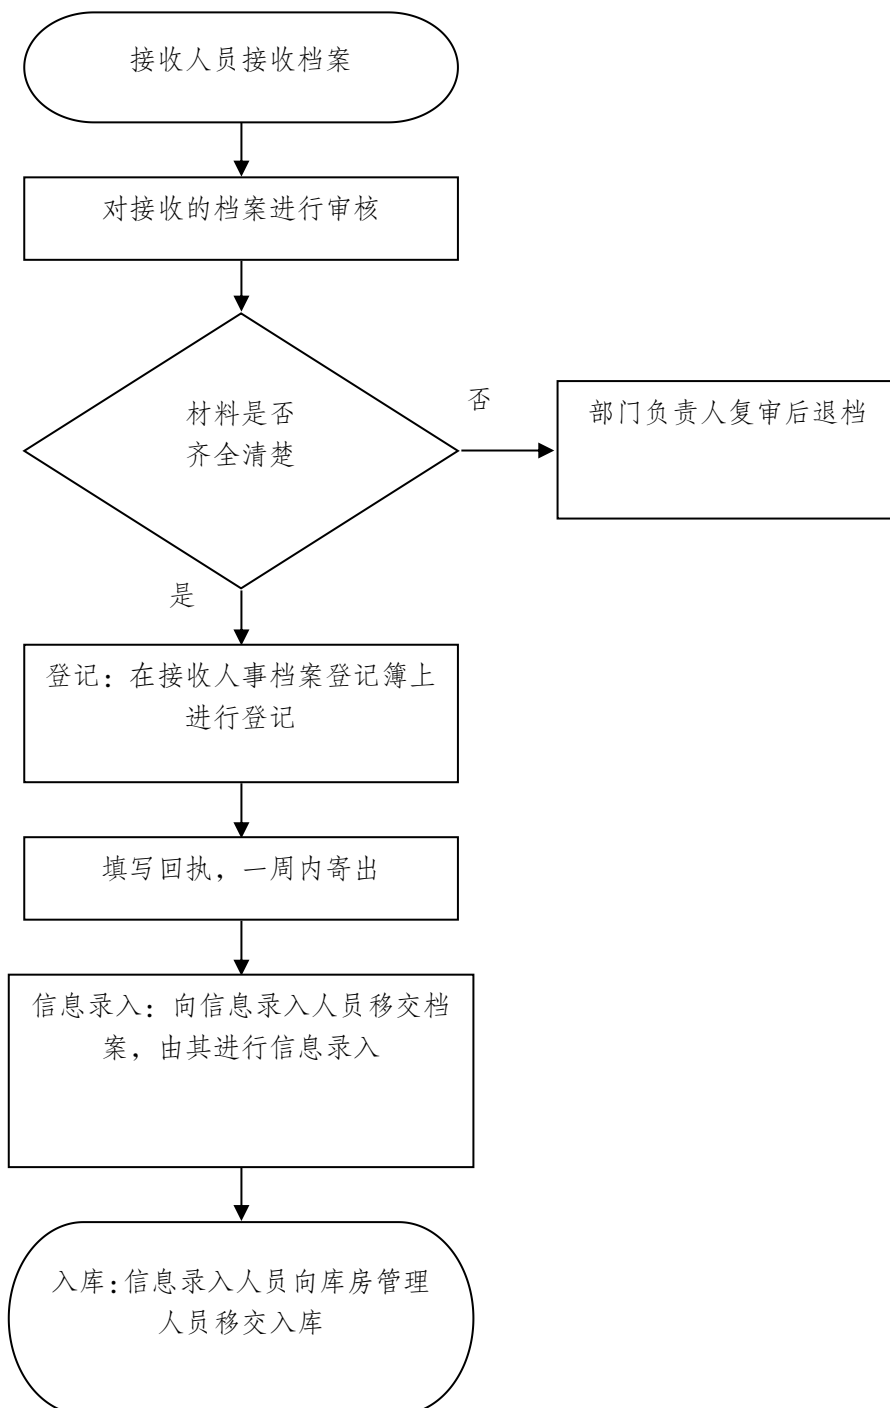 接收人员接收档案
对接收的档案进行审核
材料是否
齐全清楚
否
部门负责人复审后退档
是
登记：在接收人事档案登记簿上
进行登记
填写回执，一周内寄出
信息录入：向信息录入人员移交档
案，由其进行信息录入
入库:信息录入人员向库房管理
人员移交入库